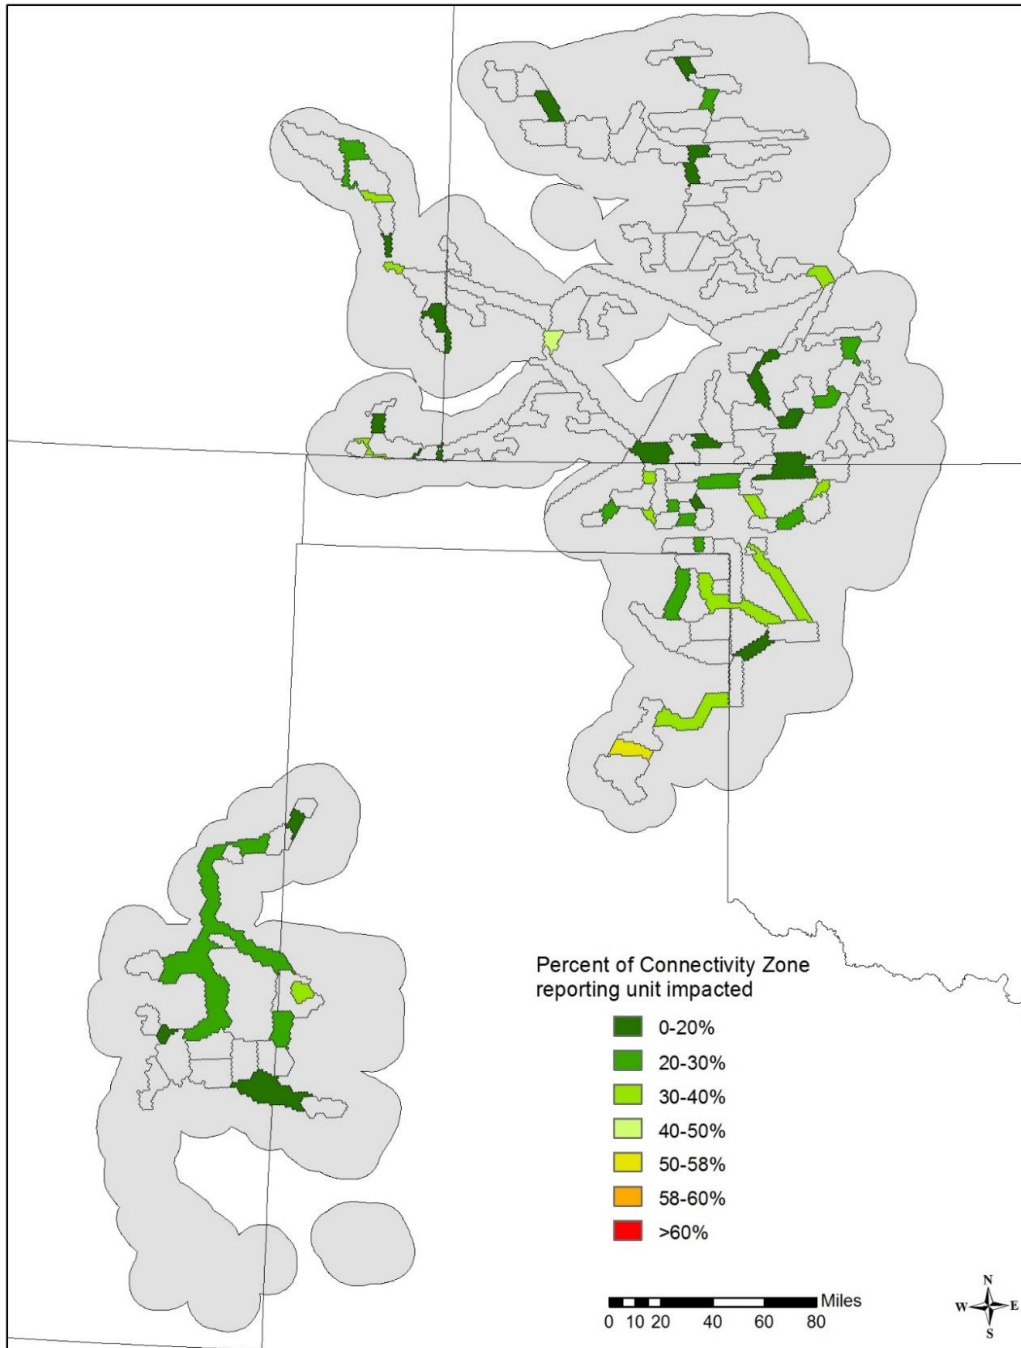 Percent of Connectivity Zone
reporting unit impacted
0-20%
20-30%
30-40%
40-50%
50-58%
58-60%
>60%
Miles
0 10 20 40 60 80
N
W E
S